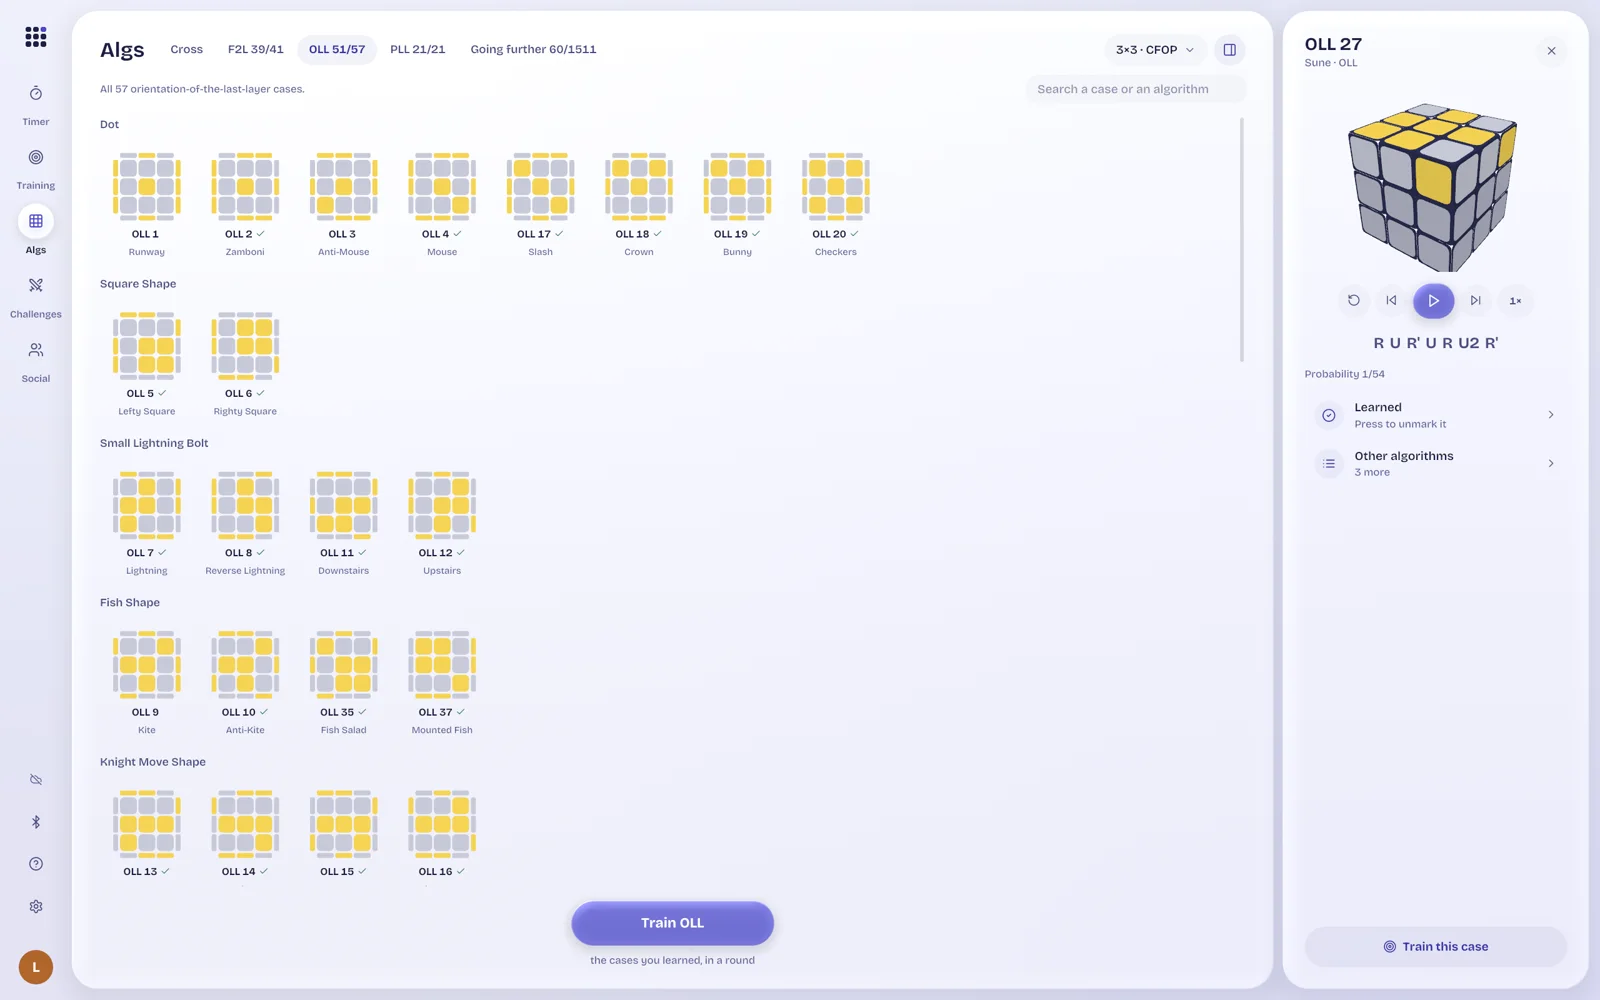 Algs
Cross
F2L 39/41
OLL 51/57
PLL 21/21
Going further 60/1511
3×3 · CFOP
All 57 orientation-of-the-last-layer cases.
Search a case or an algorithm
Timer
Training
Algs
Challenges
Social
L
Dot
OLL 1
OLL 2
OLL 3
OLL 4
OLL 17
OLL 18
OLL 19
OLL 20
Runway
Zamboni
Anti-Mouse
Mouse
Slash
Crown
Bunny
Checkers
Square Shape
OLL 5
OLL 6
Lefty Square
Righty Square
Small Lightning Bolt
OLL 7
OLL 8
OLL 11
OLL 12
Lightning
Reverse Lightning
Downstairs
Upstairs
Fish Shape
OLL 9
OLL 10
OLL 35
OLL 37
Kite
Anti-Kite
Fish Salad
Mounted Fish
Knight Move Shape
OLL 13
OLL 14
OLL 15
OLL 16
Train OLL
the cases you learned, in a round
OLL 27
Sune · OLL
1×
R U R' U R U2 R'
Probability 1/54
Learned
Press to unmark it
Other algorithms
3 more
Train this case